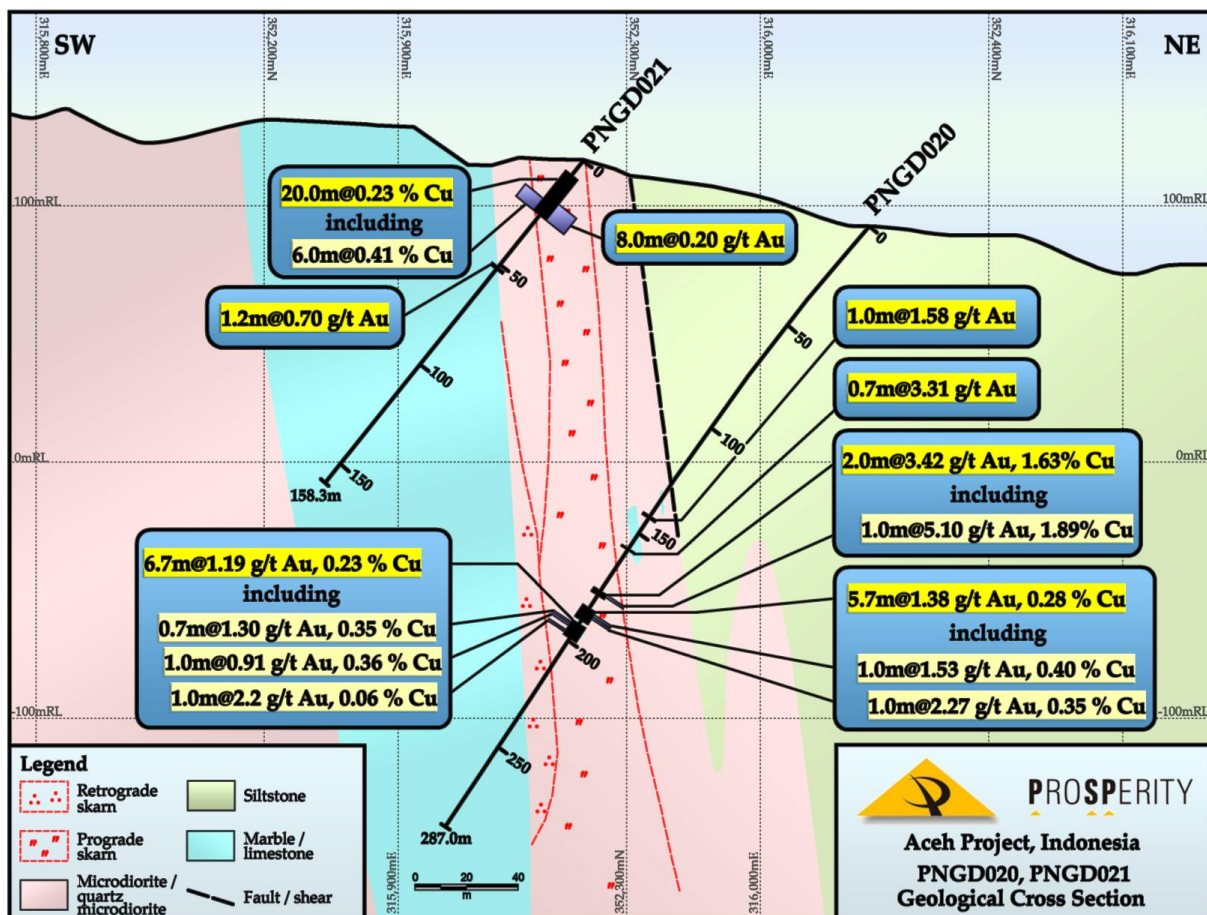 315,800mE
352,200mN
315,900mE
352,300mN
316,000mE
352,400mN
316,100mE
SW
NE
PNGD021
PNGD020
0
0
100mRL
100mRL
20.0m@0.23 % Cu
including
6.0m@0.41 % Cu
8.0m@0.20 g/t Au
1.2m@0.70 g/t Au
50
50
100
100
150
150
158.3m
200
250
287.0m
1.0m@1.58 g/t Au
0.7m@3.31 g/t Au
0mRL
0mRL
2.0m@3.42 g/t Au, 1.63% Cu
including
1.0m@5.10 g/t Au, 1.89% Cu
6.7m@1.19 g/t Au, 0.23 % Cu
including
0.7m@1.30 g/t Au, 0.35 % Cu
1.0m@0.91 g/t Au, 0.36 % Cu
1.0m@2.2 g/t Au, 0.06 % Cu
5.7m@1.38 g/t Au, 0.28 % Cu
including
1.0m@1.53 g/t Au, 0.40 % Cu
1.0m@2.27 g/t Au, 0.35 % Cu
-100mRL
-100mRL
Legend
Retrograde
skarn
Siltstone
Prograde
skarn
Marble /
limestone
Microdiorite /
quartz
microdiorite
Fault / shear
315,900mE
0 20 40
m
352,300mN
316,000mE
PROSPERITY
Aceh Project, Indonesia
PNGD020, PNGD021
Geological Cross Section